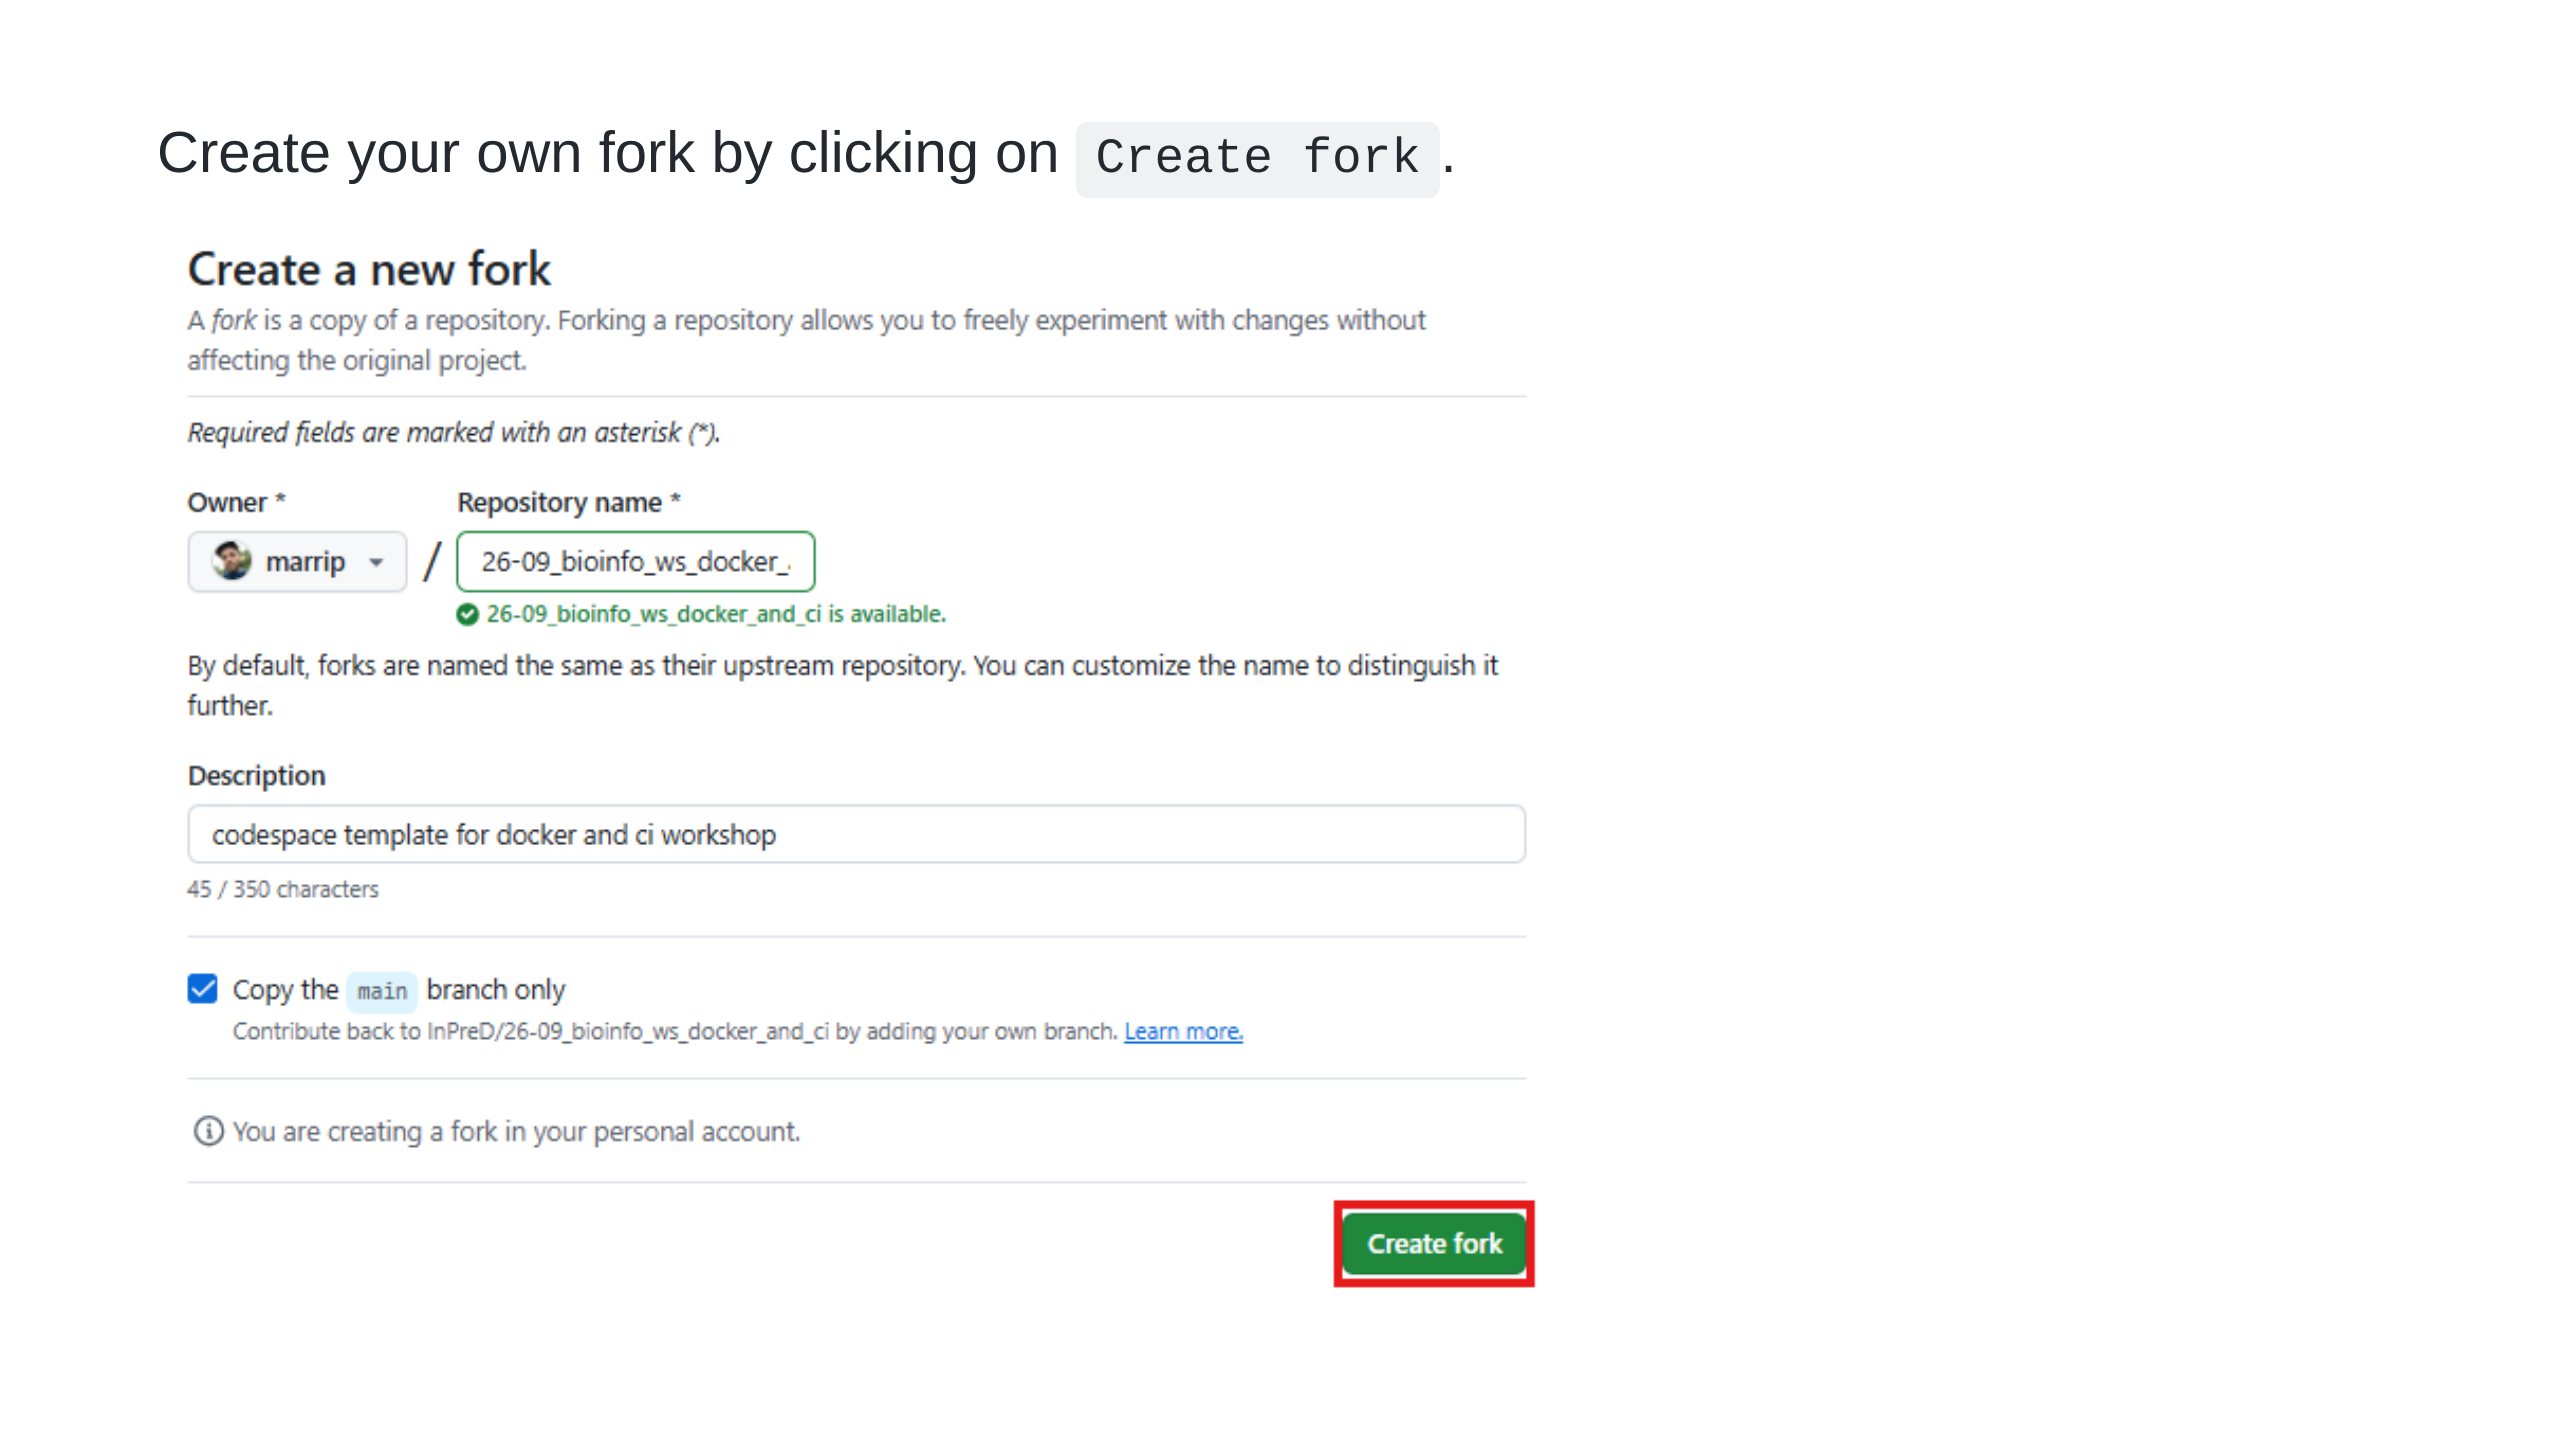 Create your own fork by clicking on Create fork.
Create a new fork
A fork is a copy of a repository. Forking a repository allows you to freely experiment with changes without
affecting the original project.
Required fields are marked with an asterisk (*).
Owner * Repository name *
marrip / 26-09_bioinfo_ws_docker_
26-09_bioinfo_ws_docker_and_ci is available.
By default, forks are named the same as their upstream repository. You can customize the name to distinguish it
further.
Description
codespace template for docker and ci workshop
45 / 350 characters
Copy the main branch only
Contribute back to InPreD/26-09_bioinfo_ws_docker_and_ci by adding your own branch. Learn more.
You are creating a fork in your personal account.
Create fork